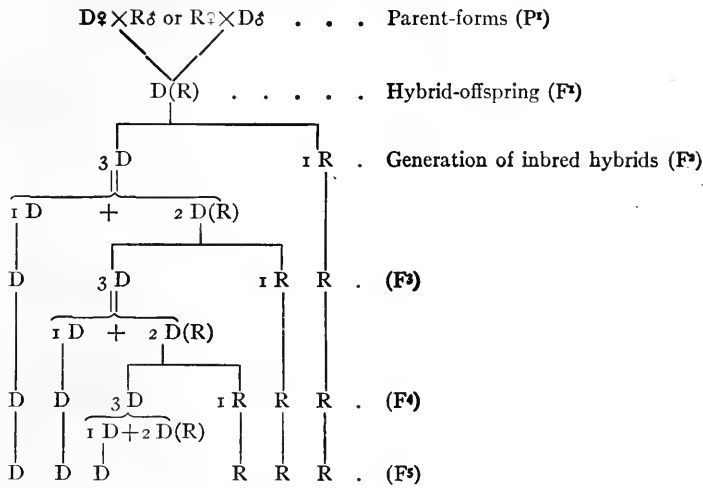 D♀×R♂ or R♀×D♂ . . . Parent-forms (P¹)
D(R) . . . . . Hybrid-offspring (F¹)
3 D 1 R . Generation of inbred hybrids (F²)
1 D + 2 D(R)
D 3 D 1 R R . (F³)
1 D + 2 D(R)
D D 3 D 1 R R R . (F⁴)
1 D+2 D(R)
D D D R R R . (F⁵)